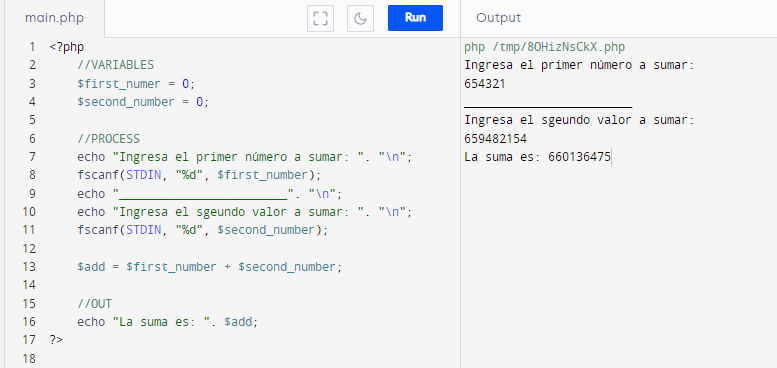 main.php
Run
Output
1 <?php
2 //VARIABLES
3 $first_numer = 0;
4 $second_number = 0;
5
6 //PROCESS
7 echo "Ingresa el primer número a sumar: ". "\n";
8 fscanf(STDIN, "%d", $first_number);
9 echo "________________________". "\n";
10 echo "Ingresa el sgeundo valor a sumar: ". "\n";
11 fscanf(STDIN, "%d", $second_number);
12
13 $add = $first_number + $second_number;
14
15 //OUT
16 echo "La suma es: ". $add;
17 ?>
18
php /tmp/8OHizNsCkX.php
Ingresa el primer número a sumar:
654321
________________________
Ingresa el sgeundo valor a sumar:
659482154
La suma es: 660136475